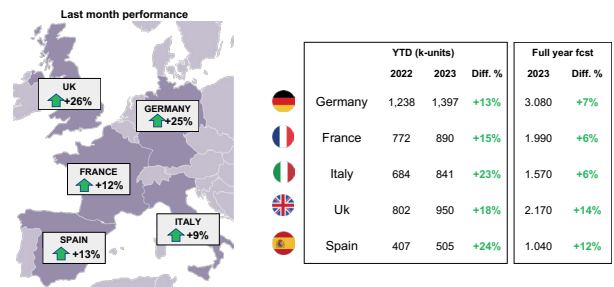 Last month performance
UK
+26%
GERMANY
+25%
FRANCE
+12%
ITALY
+9%
SPAIN
+13%
YTD (k-units) Full year fcst
2022 2023 Diff. % 2023 Diff. %
Germany 1,238 1,397 +13% 3.080 +7%
France 772 890 +15% 1.990 +6%
Italy 684 841 +23% 1.570 +6%
Uk 802 950 +18% 2.170 +14%
Spain 407 505 +24% 1.040 +12%